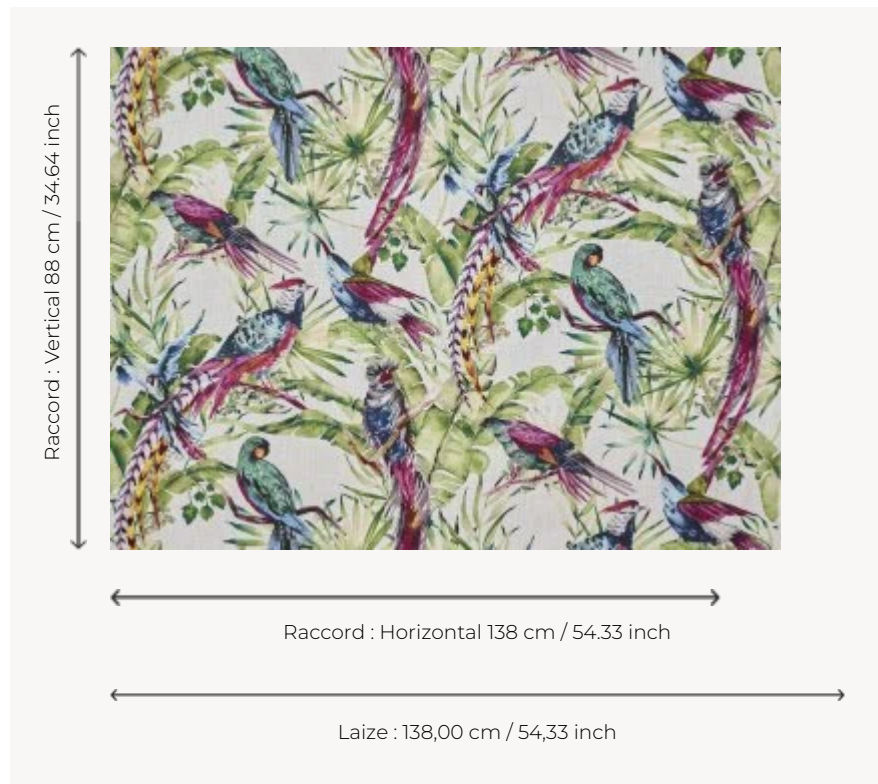 Raccord : Vertical 88 cm / 34.64 inch
Raccord : Horizontal 138 cm / 54.33 inch
Laize : 138,00 cm / 54,33 inch